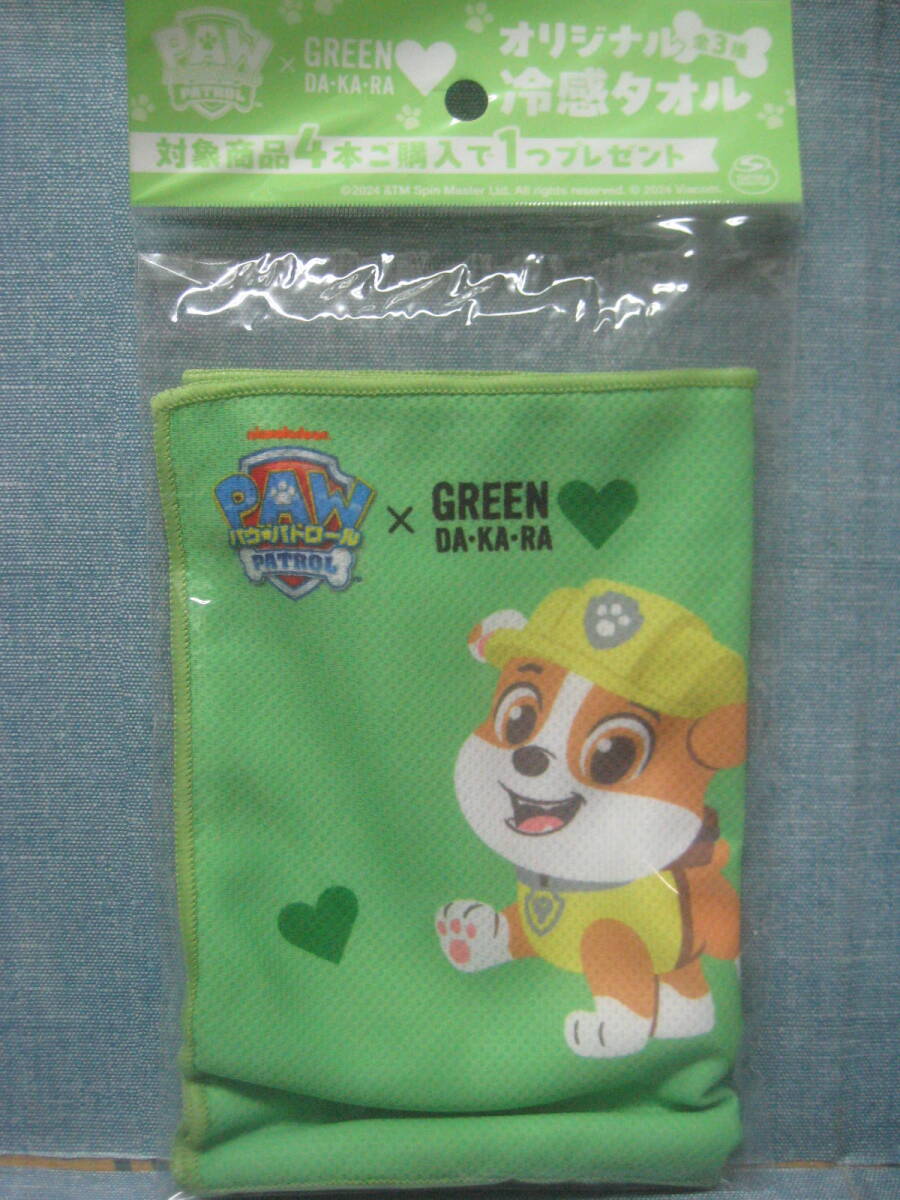 PAW
PATROL
×
GREEN
DA・KA・RA
オリジナル
全3種
冷感タオル
対象商品4本ご購入で1つプレゼント
©2024 &TM Spin Master Ltd. All rights reserved. © 2024 Viacom.
nickelodeon
PAW
パウ・パトロール
PATROL
×
GREEN
DA・KA・RA